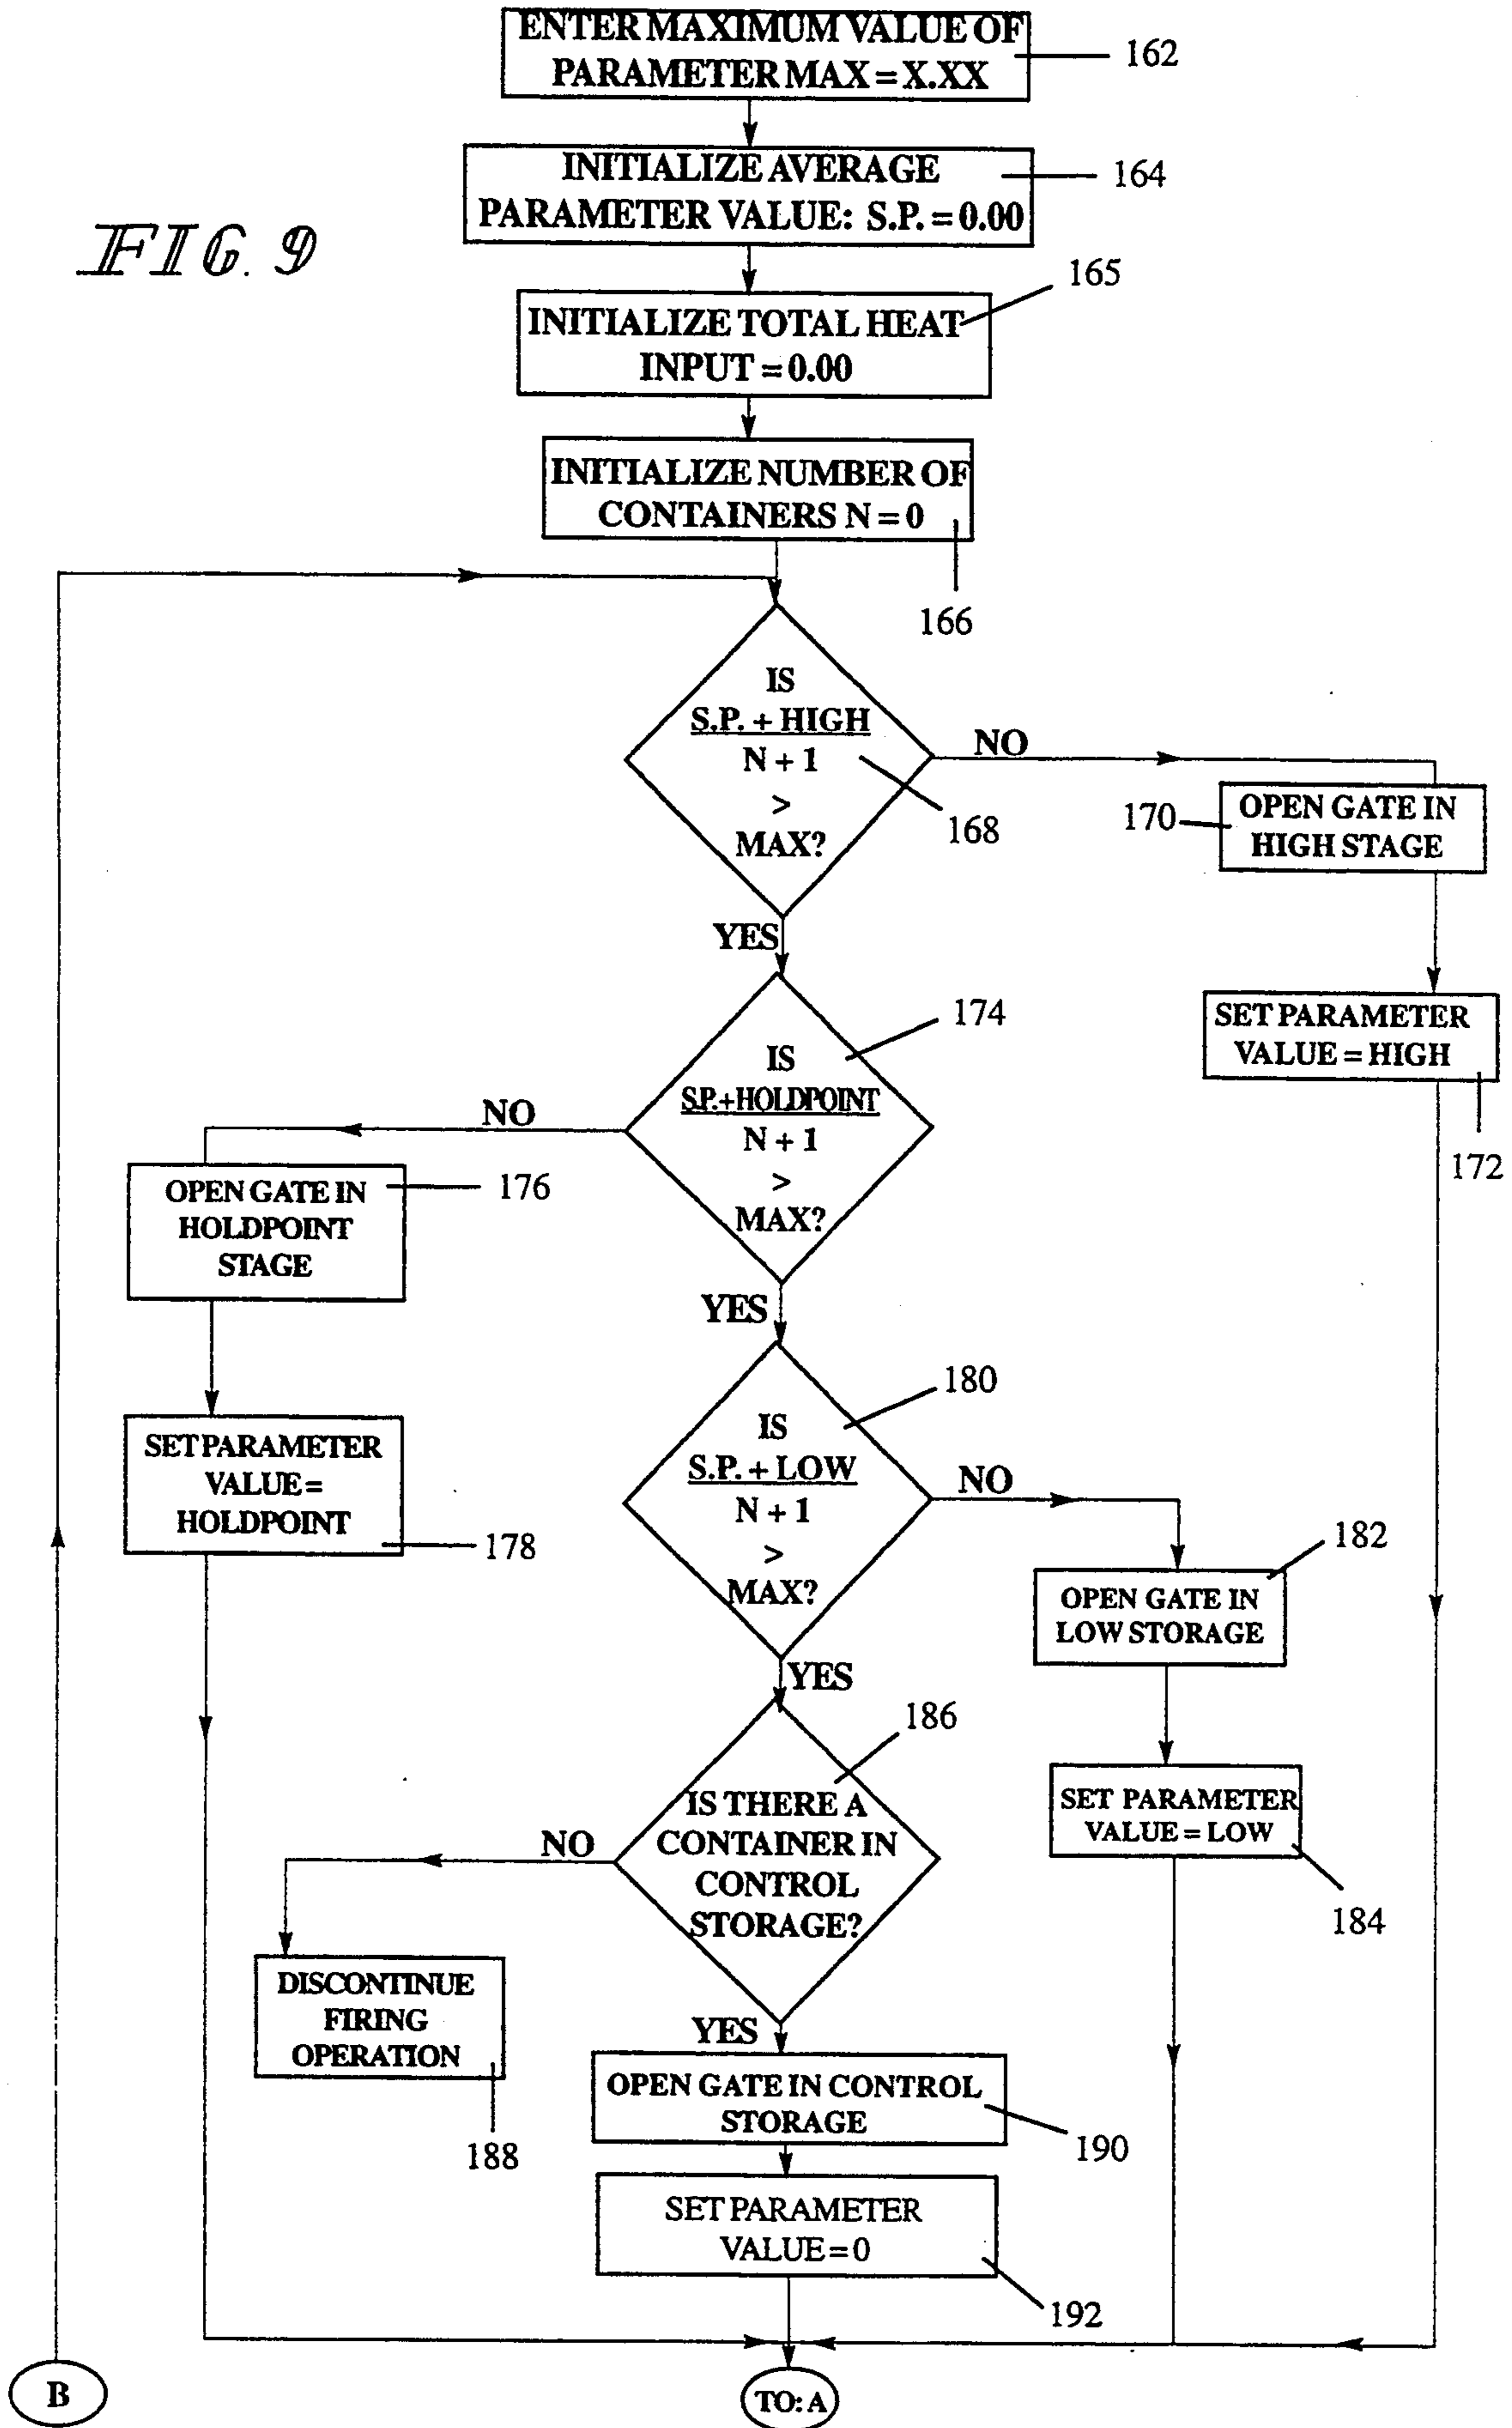 ENTER MAXIMUM VALUE OF
PARAMETER MAX = X.XX
162
INITIALIZE AVERAGE
PARAMETER VALUE: S.P. = 0.00
164
FIG. 9
INITIALIZE TOTAL HEAT
INPUT = 0.00
165
INITIALIZE NUMBER OF
CONTAINERS N = 0
166
IS
S.P. + HIGH
N + 1
>
MAX?
168
NO
170
OPEN GATE IN
HIGH STAGE
YES
SET PARAMETER
VALUE = HIGH
172
174
IS
S.P.+HOLDPOINT
N + 1
>
MAX?
NO
OPEN GATE IN
HOLDPOINT
STAGE
176
YES
SET PARAMETER
VALUE =
HOLDPOINT
178
180
IS
S.P. + LOW
N + 1
>
MAX?
NO
182
OPEN GATE IN
LOW STORAGE
YES
SET PARAMETER
VALUE = LOW
184
186
IS THERE A
CONTAINER IN
CONTROL
STORAGE?
NO
DISCONTINUE
FIRING
OPERATION
188
YES
OPEN GATE IN CONTROL
STORAGE
190
SET PARAMETER
VALUE = 0
192
B
TO: A